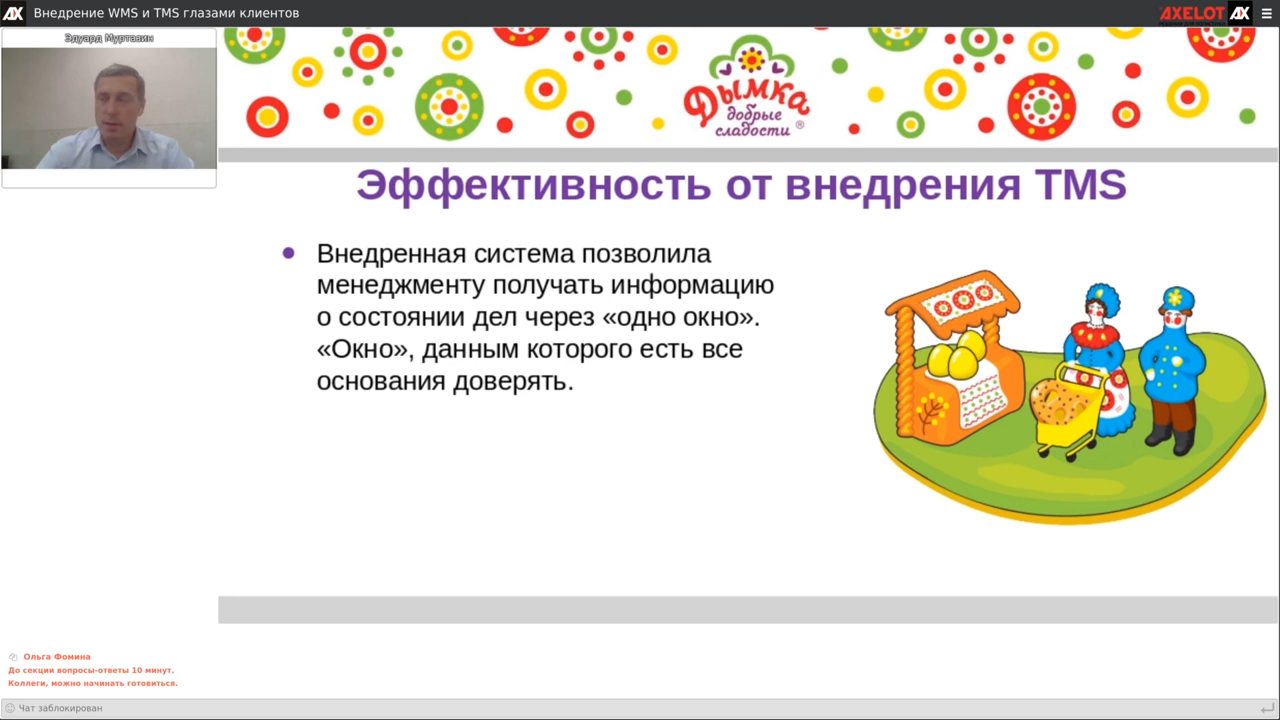 Внедрение WMS и TMS глазами клиентов
AXELOT
Эдуард Муртазин
Дымка
добрые
сладости ®
Эффективность от внедрения TMS
• Внедренная система позволила
менеджменту получать информацию
о состоянии дел через «одно окно».
«Окно», данным которого есть все
основания доверять.
Ольга Фомина
До секции вопросы-ответы 10 минут.
Коллеги, можно начинать готовиться.
Чат заблокирован